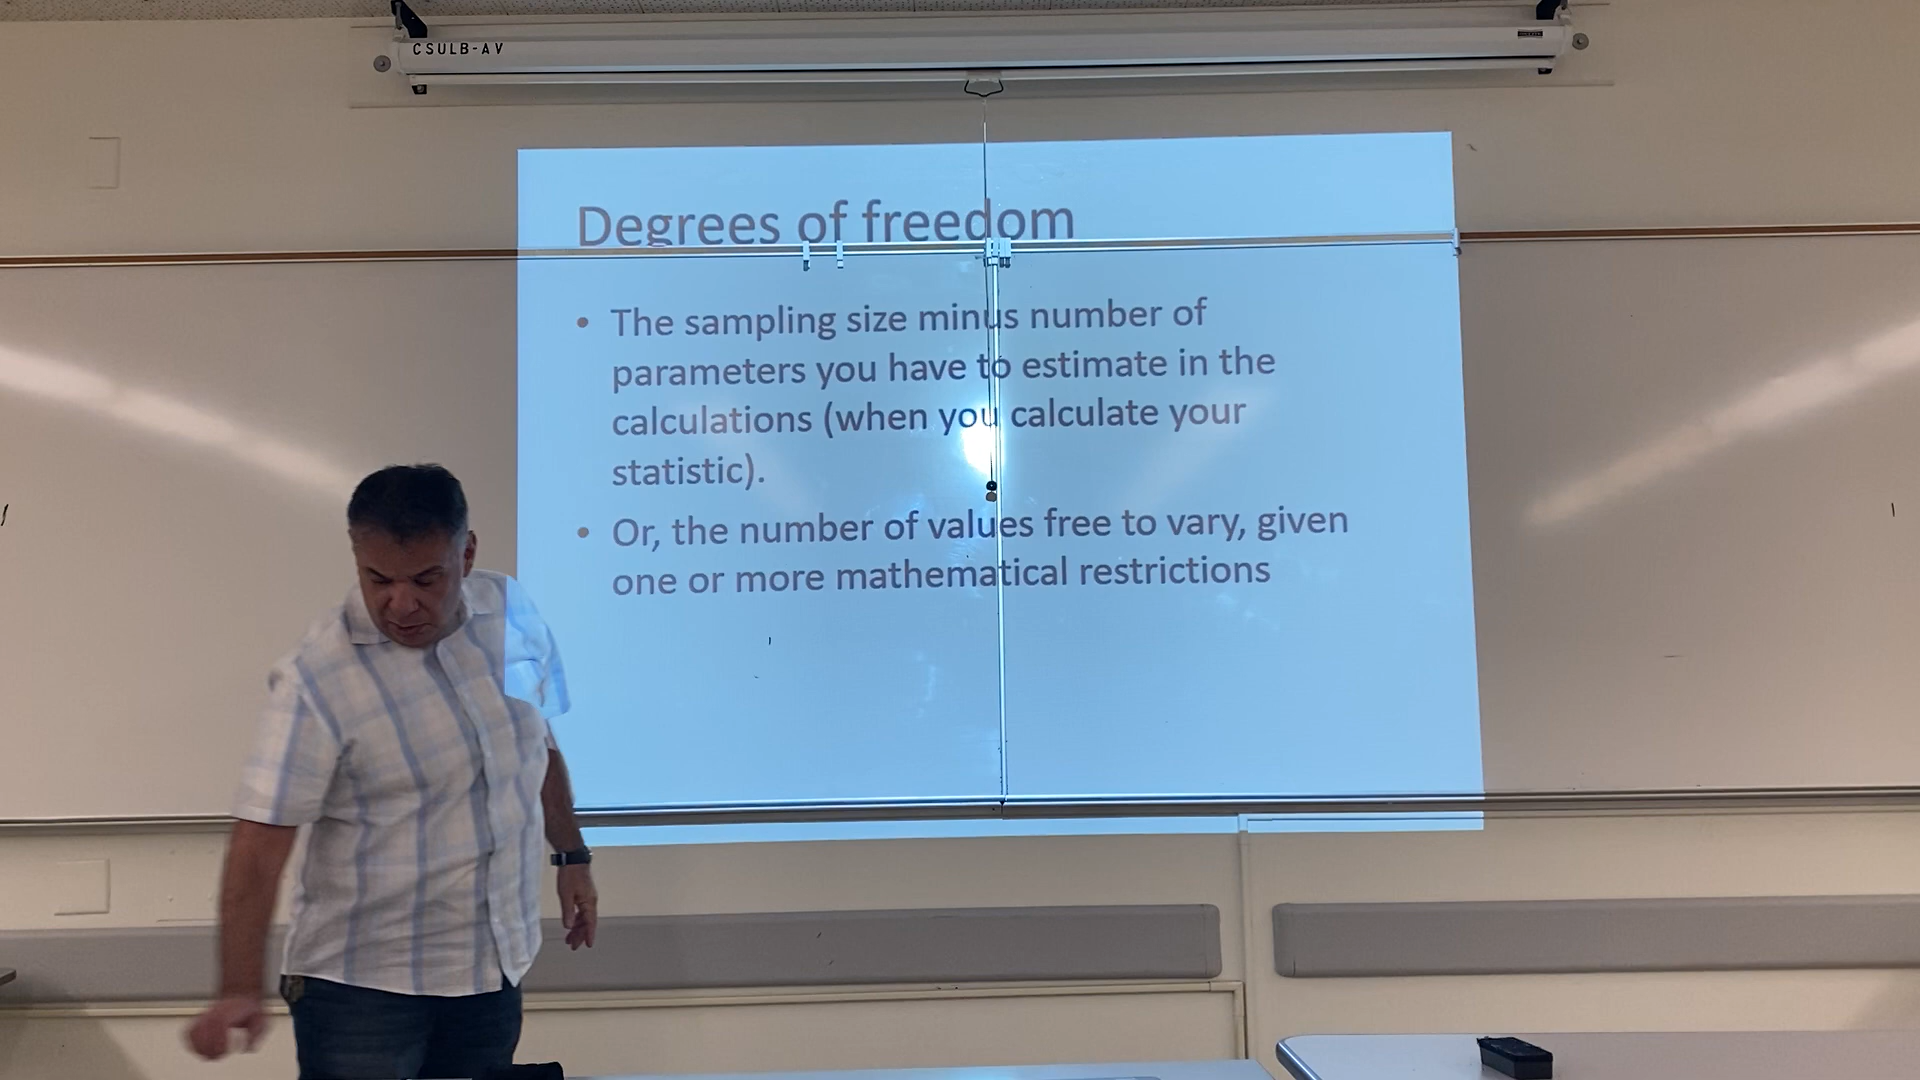 CSULB-AV
Degrees of freedom
• The sampling size minus number of
parameters you have to estimate in the
calculations (when you calculate your
statistic).
• Or, the number of values free to vary, given
one or more mathematical restrictions